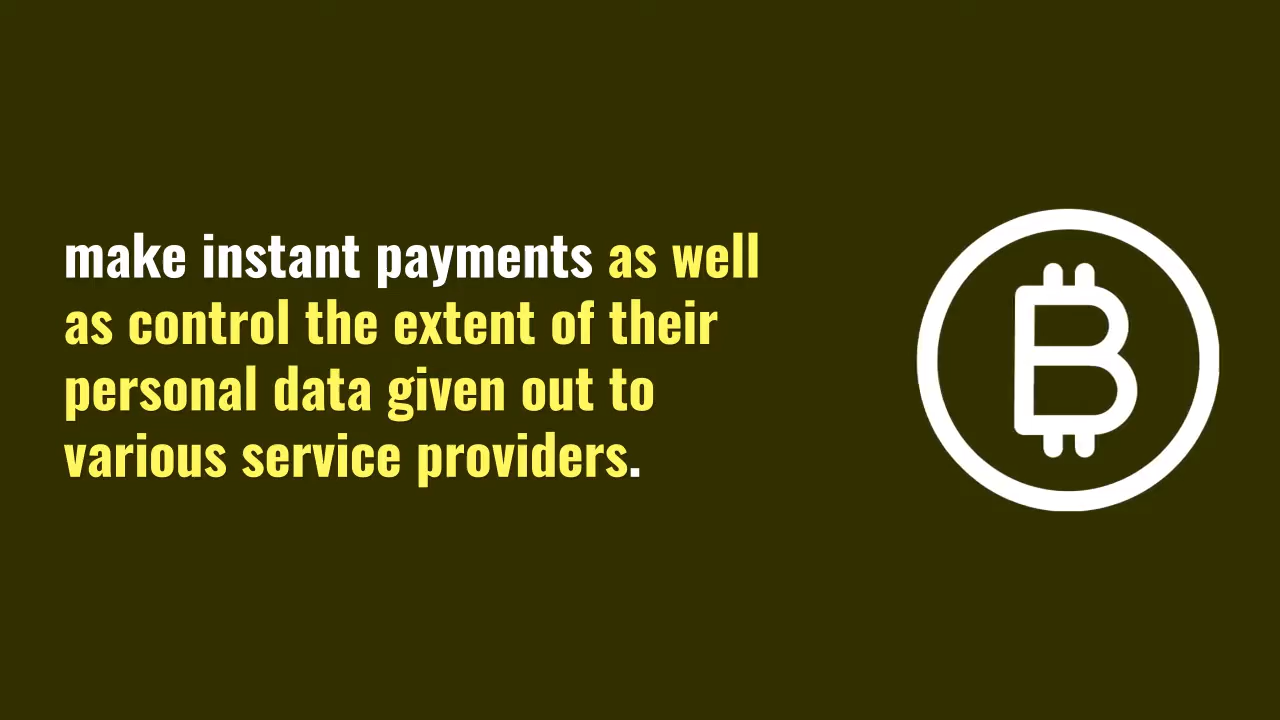 make instant payments as well
as control the extent of their
personal data given out to
various service providers.